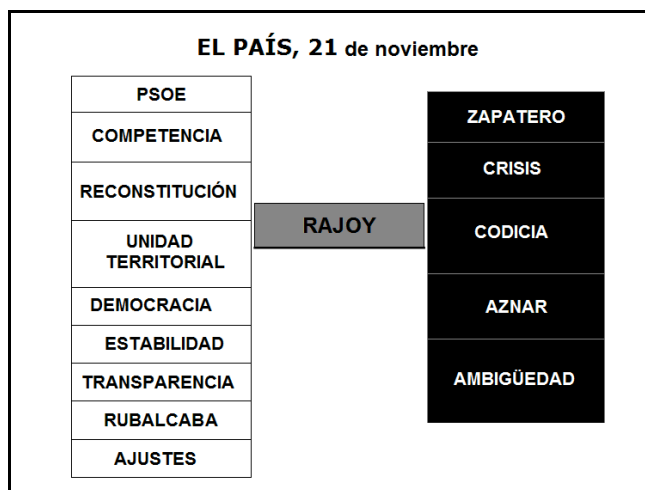 EL PAÍS, 21 de noviembre
PSOE
COMPETENCIA
RECONSTITUCIÓN
UNIDAD
TERRITORIAL
DEMOCRACIA
ESTABILIDAD
TRANSPARENCIA
RUBALCABA
AJUSTES
RAJOY
ZAPATERO
CRISIS
CODICIA
AZNAR
AMBIGÜEDAD